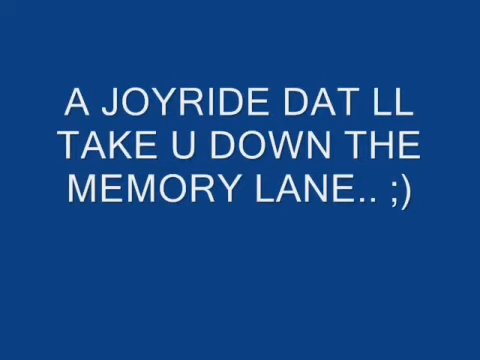 A JOYRIDE DAT LL
TAKE U DOWN THE
MEMORY LANE.. ;)